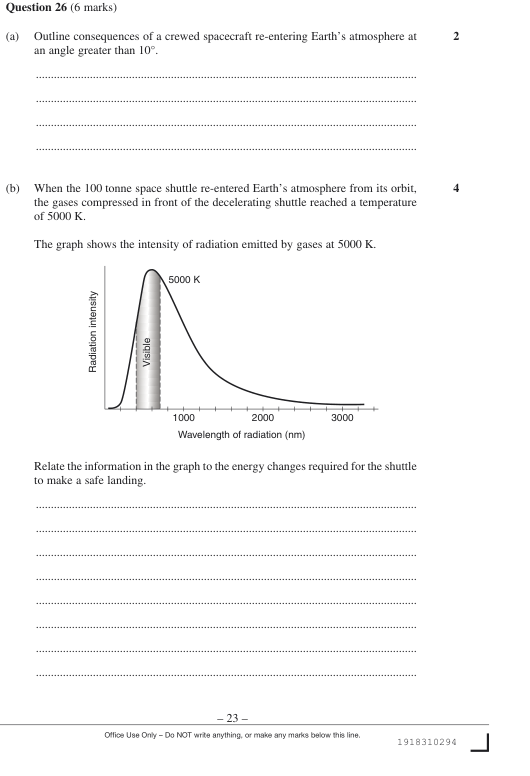 Question 26 (6 marks)
(a) Outline consequences of a crewed spacecraft re-entering Earth's atmosphere at 2
an angle greater than 10°.
(b) When the 100 tonne space shuttle re-entered Earth's atmosphere from its orbit, 4
the gases compressed in front of the decelerating shuttle reached a temperature
of 5000 K.
The graph shows the intensity of radiation emitted by gases at 5000 K.
5000 K
Radiation intensity
Visible
1000 2000 3000
Wavelength of radiation (nm)
Relate the information in the graph to the energy changes required for the shuttle
to make a safe landing.
– 23 –
Office Use Only – Do NOT write anything, or make any marks below this line.
1918310294